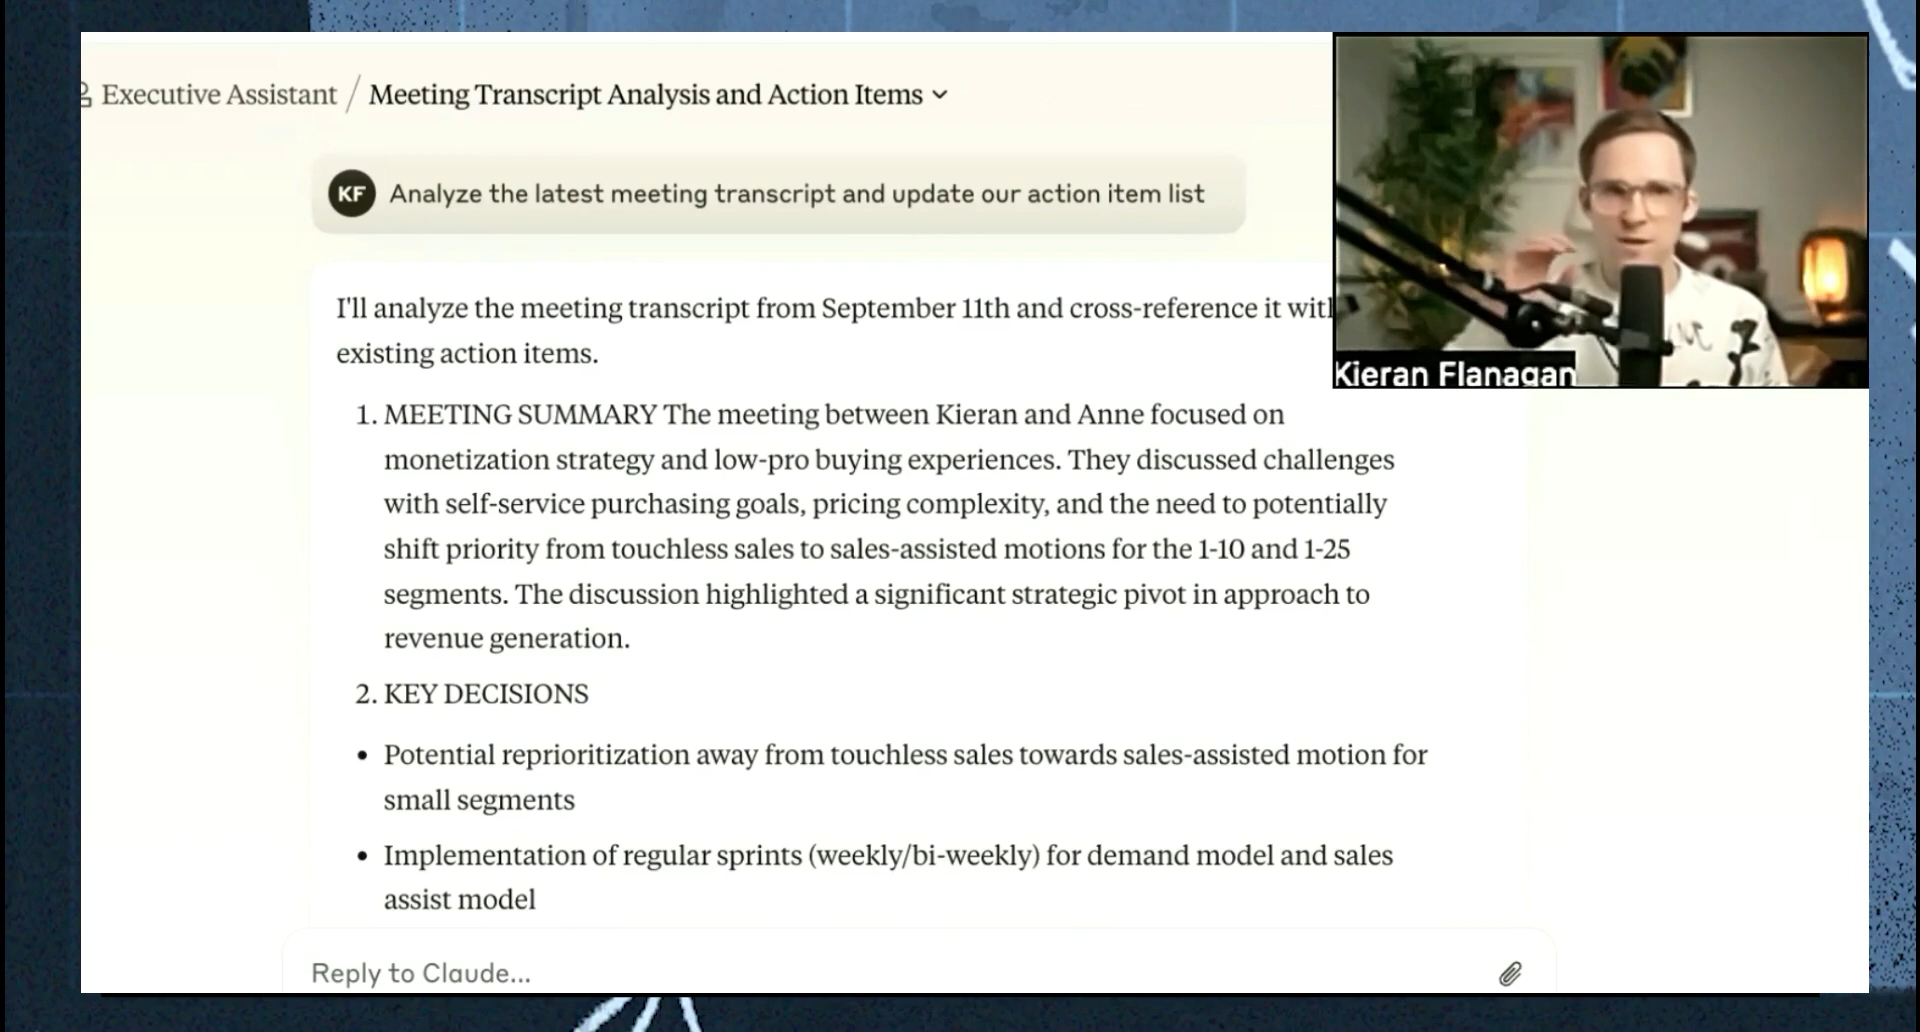 Executive Assistant / Meeting Transcript Analysis and Action Items
KF Analyze the latest meeting transcript and update our action item list
I'll analyze the meeting transcript from September 11th and cross-reference it
existing action items.
Kieran Flanagan
1. MEETING SUMMARY The meeting between Kieran and Anne focused on
monetization strategy and low-pro buying experiences. They discussed challenges
with self-service purchasing goals, pricing complexity, and the need to potentially
shift priority from touchless sales to sales-assisted motions for the 1-10 and 1-25
segments. The discussion highlighted a significant strategic pivot in approach to
revenue generation.
2. KEY DECISIONS
• Potential reprioritization away from touchless sales towards sales-assisted motion for
small segments
• Implementation of regular sprints (weekly/bi-weekly) for demand model and sales
assist model
Reply to Claude...